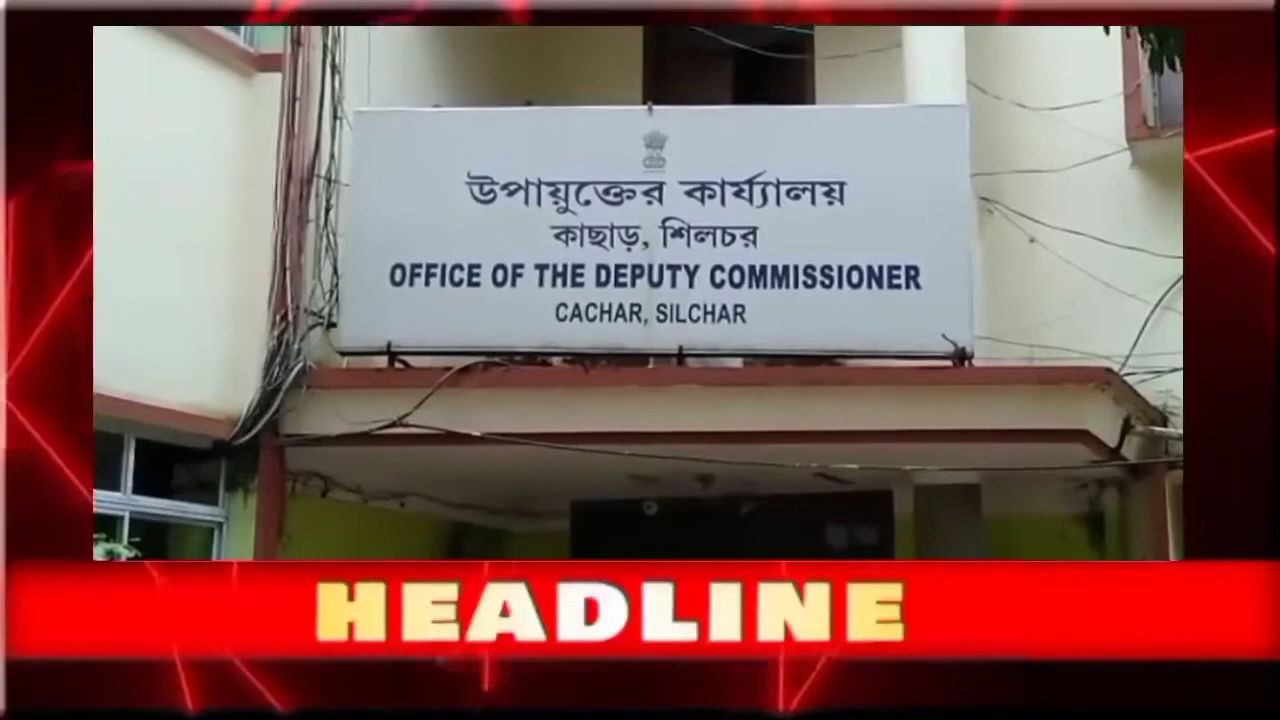 উপায়ুক্তের কাৰ্য্যালয়
কাছাড়, শিলচর
OFFICE OF THE DEPUTY COMMISSIONER
CACHAR, SILCHAR
HEADLINE